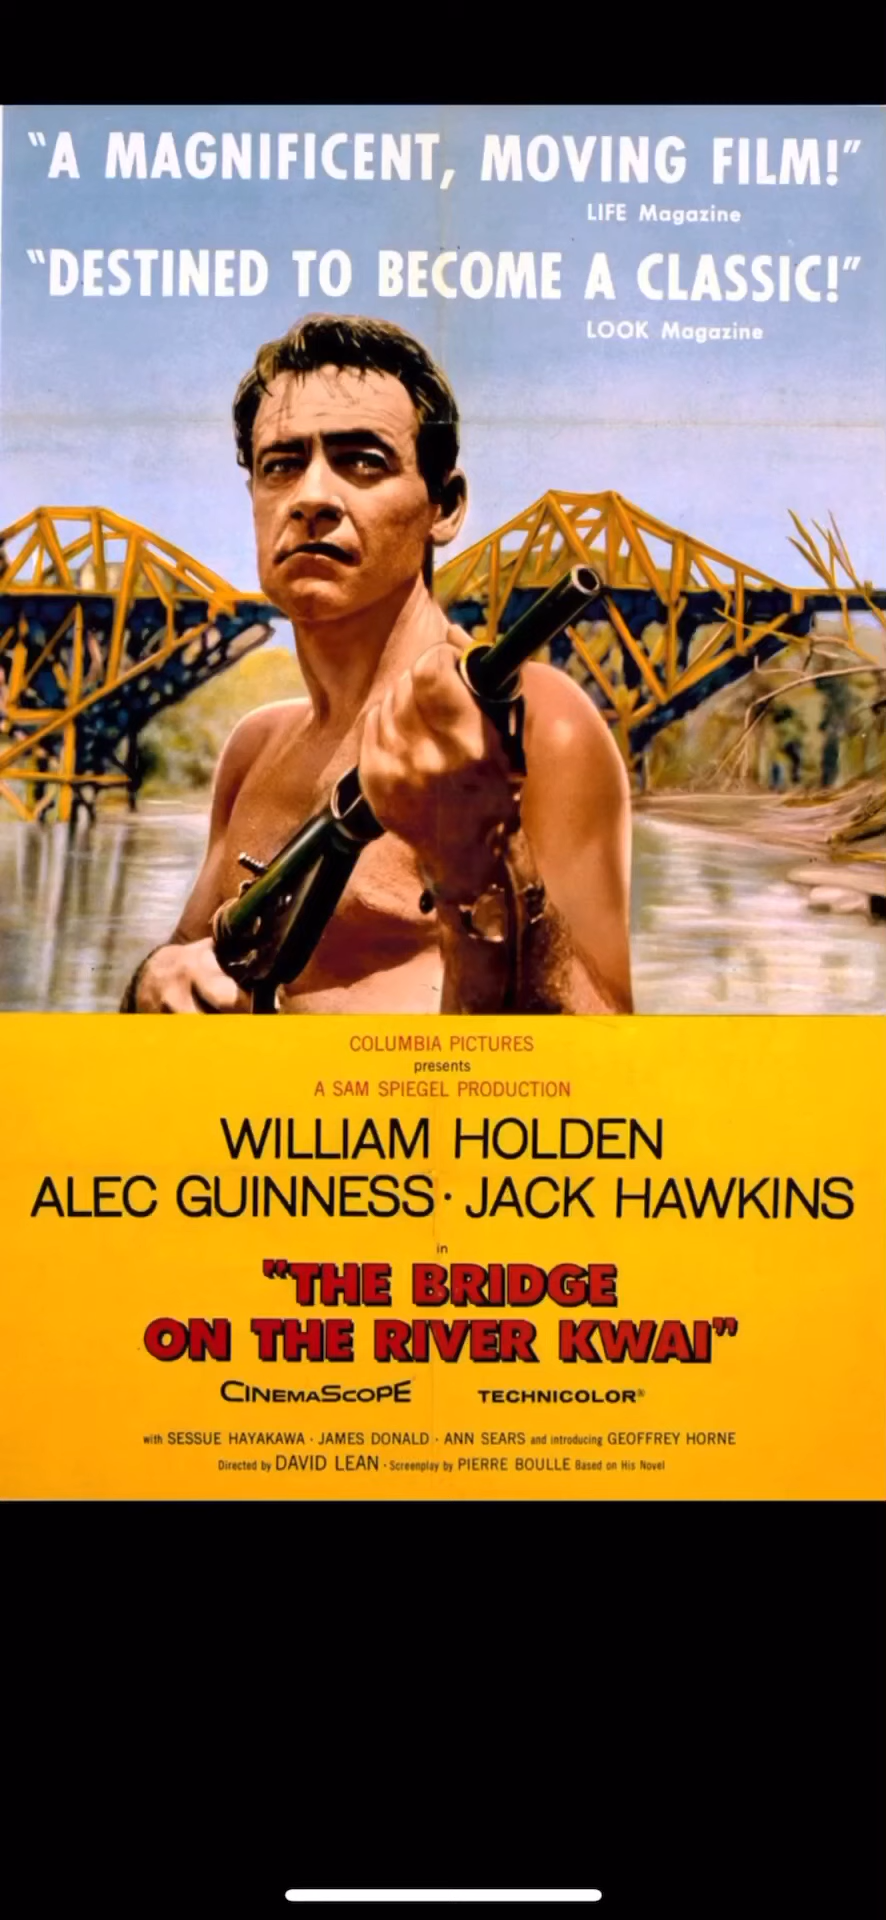 "A MAGNIFICENT, MOVING FILM!"
LIFE Magazine
"DESTINED TO BECOME A CLASSIC!"
LOOK Magazine
COLUMBIA PICTURES
presents
A SAM SPIEGEL PRODUCTION
WILLIAM HOLDEN
ALEC GUINNESS · JACK HAWKINS
in
"THE BRIDGE
ON THE RIVER KWAI"
CINEMASCOPE TECHNICOLOR®
with SESSUE HAYAKAWA · JAMES DONALD · ANN SEARS and introducing GEOFFREY HORNE
Directed by DAVID LEAN · Screenplay by PIERRE BOULLE Based on His Novel